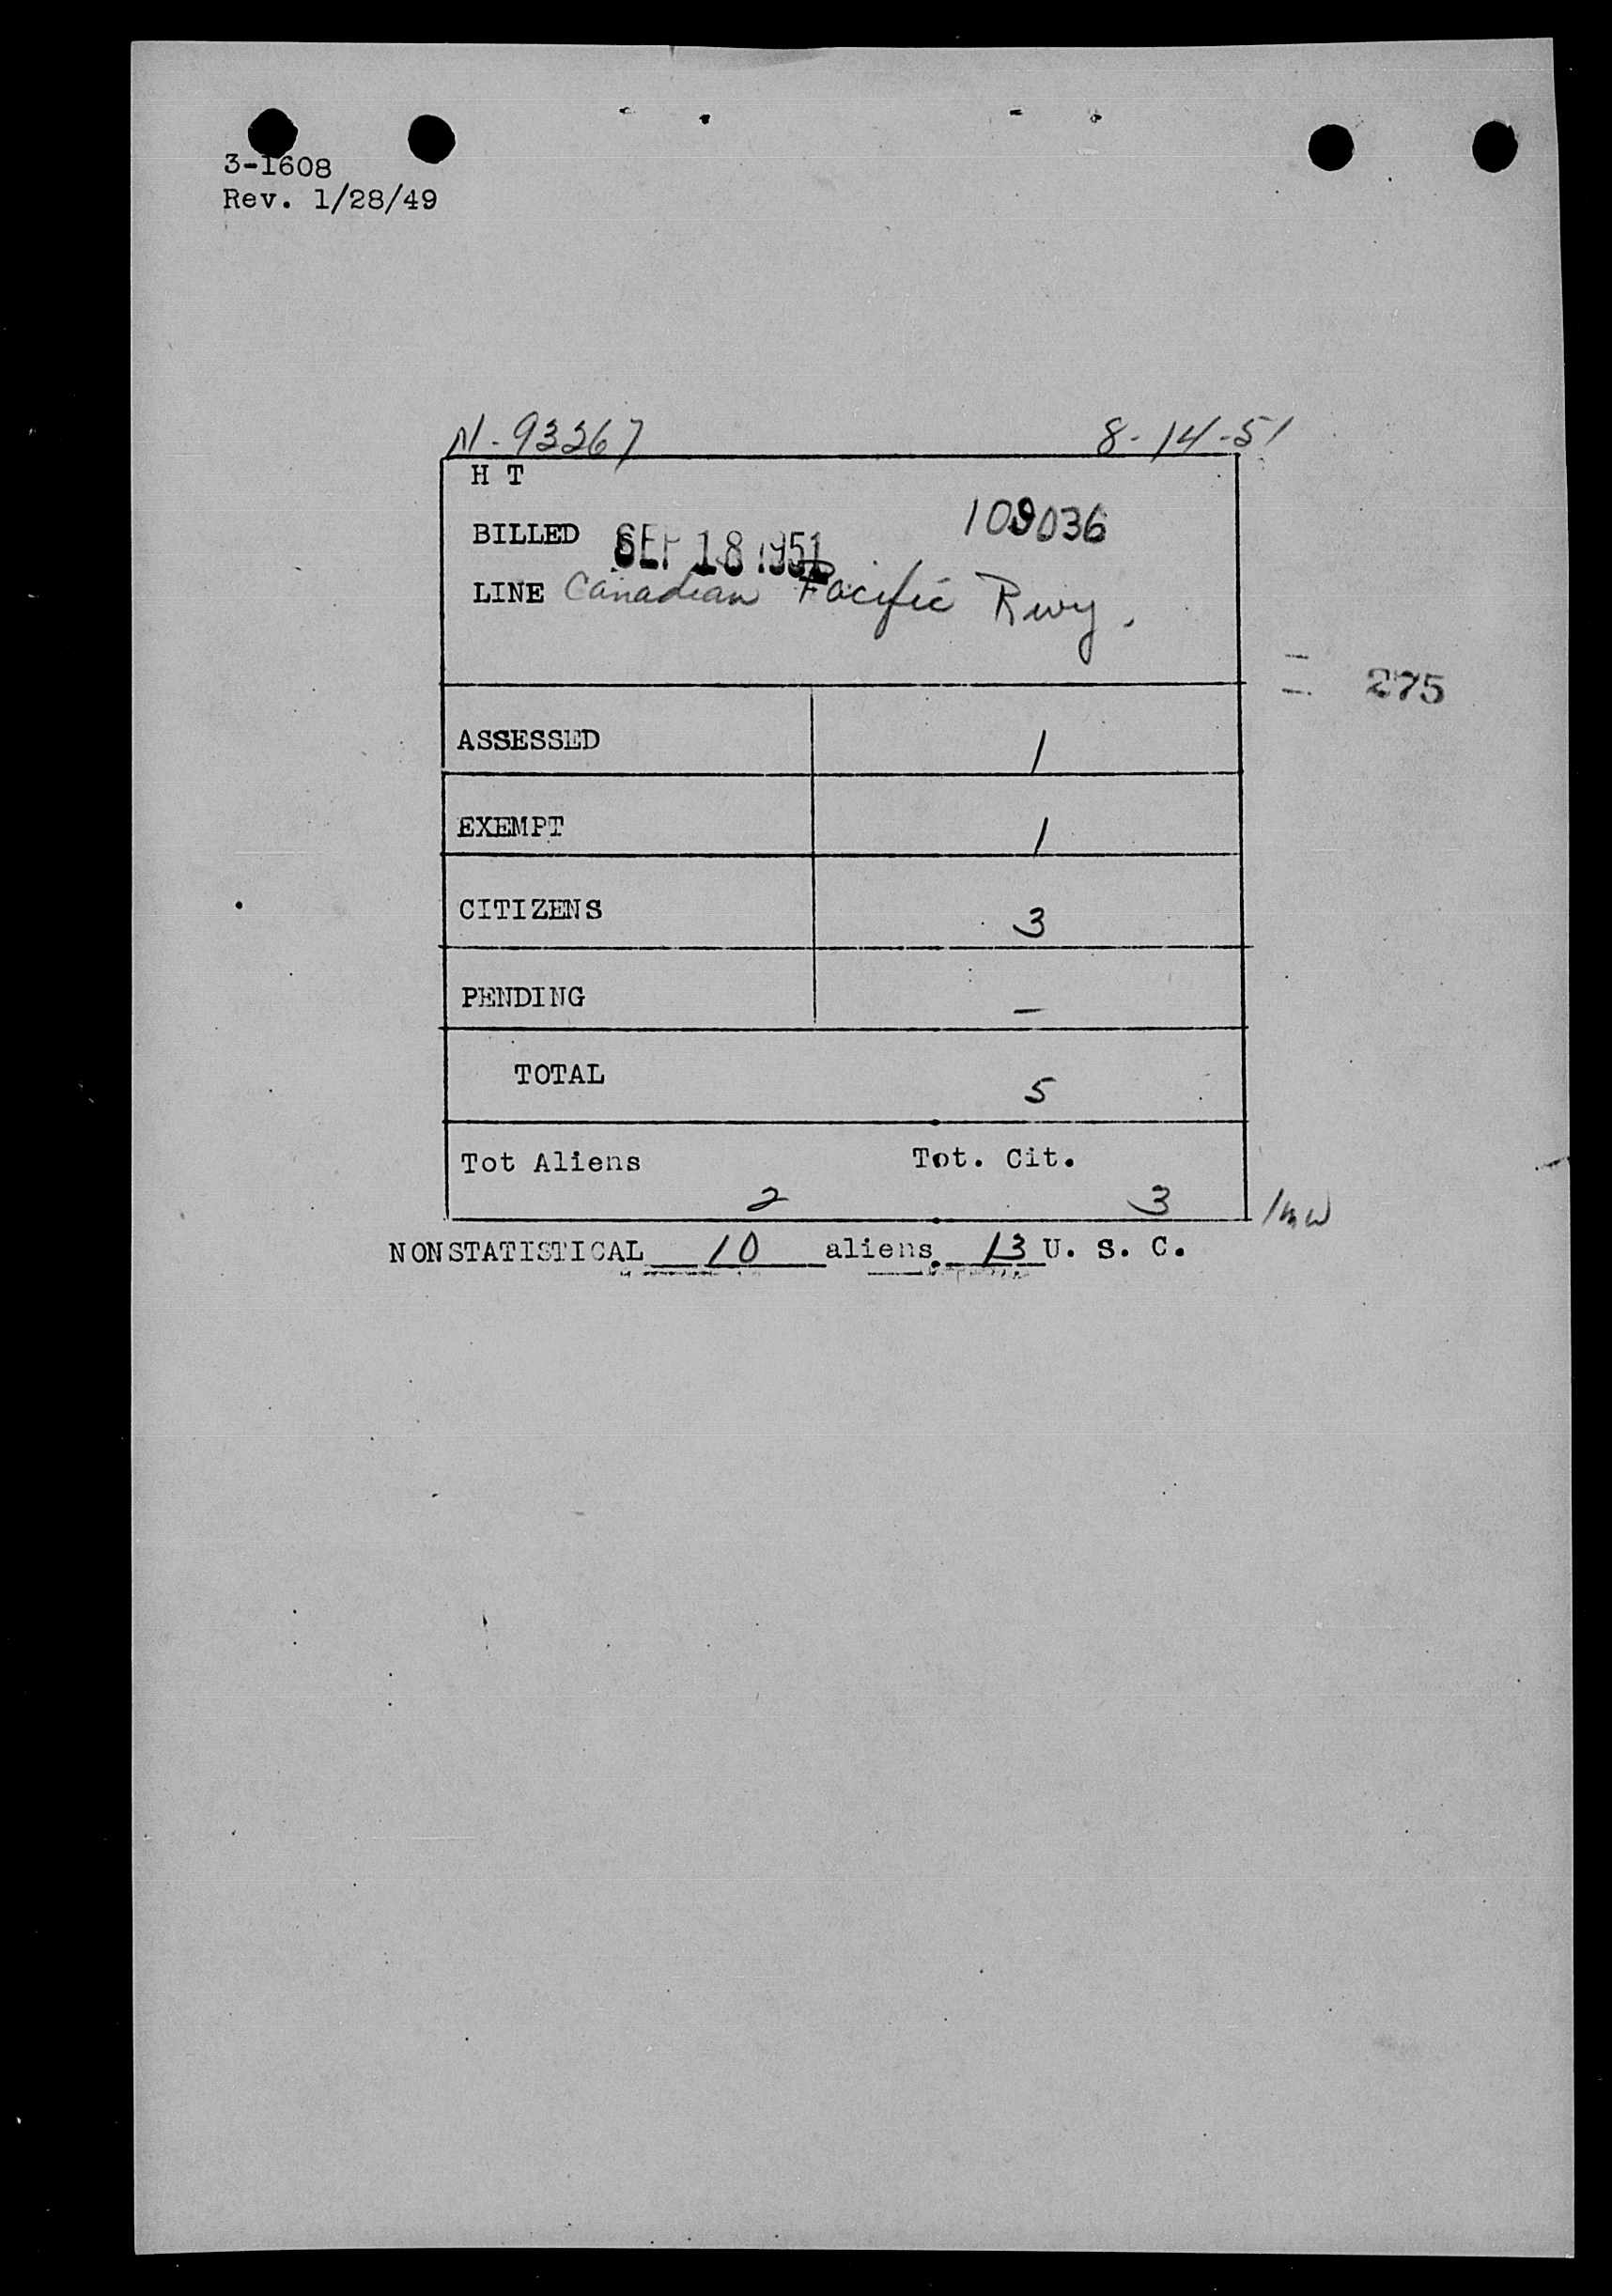 3-1608
Rev. 1/28/49
N-93267 8-14-51
H T
109036
BILLED SEP 18 1951
LINE Canadian Pacific Rwy.
275
ASSESSED 1
EXEMPT 1
CITIZENS 3
PENDING —
TOTAL 5
Tot Aliens Tot. Cit.
2 3
NONSTATISTICAL 10 aliens 13 U. S. C.